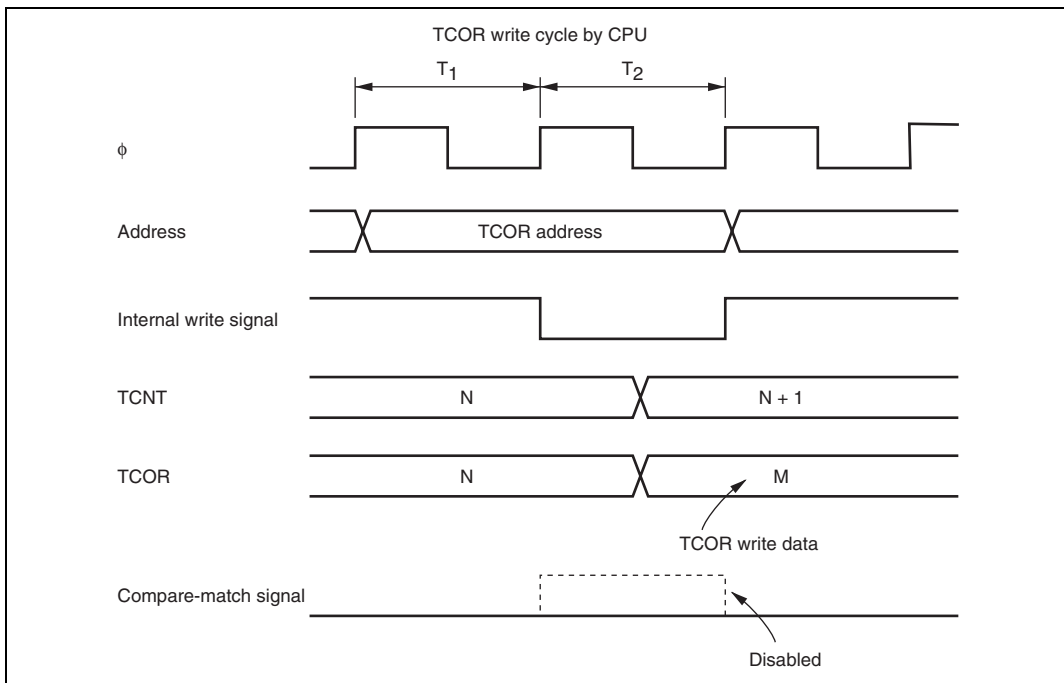 TCOR write cycle by CPU
T1 T2
φ
Address TCOR address
Internal write signal
TCNT N N + 1
TCOR N M
TCOR write data
Compare-match signal
Disabled